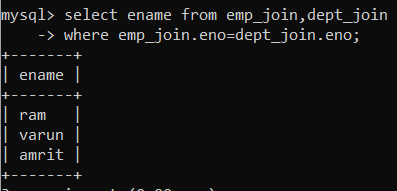 mysql> select ename from emp_join,dept_join
    -> where emp_join.eno=dept_join.eno;
+-------+
| ename |
+-------+
| ram   |
| varun |
| amrit |
+-------+